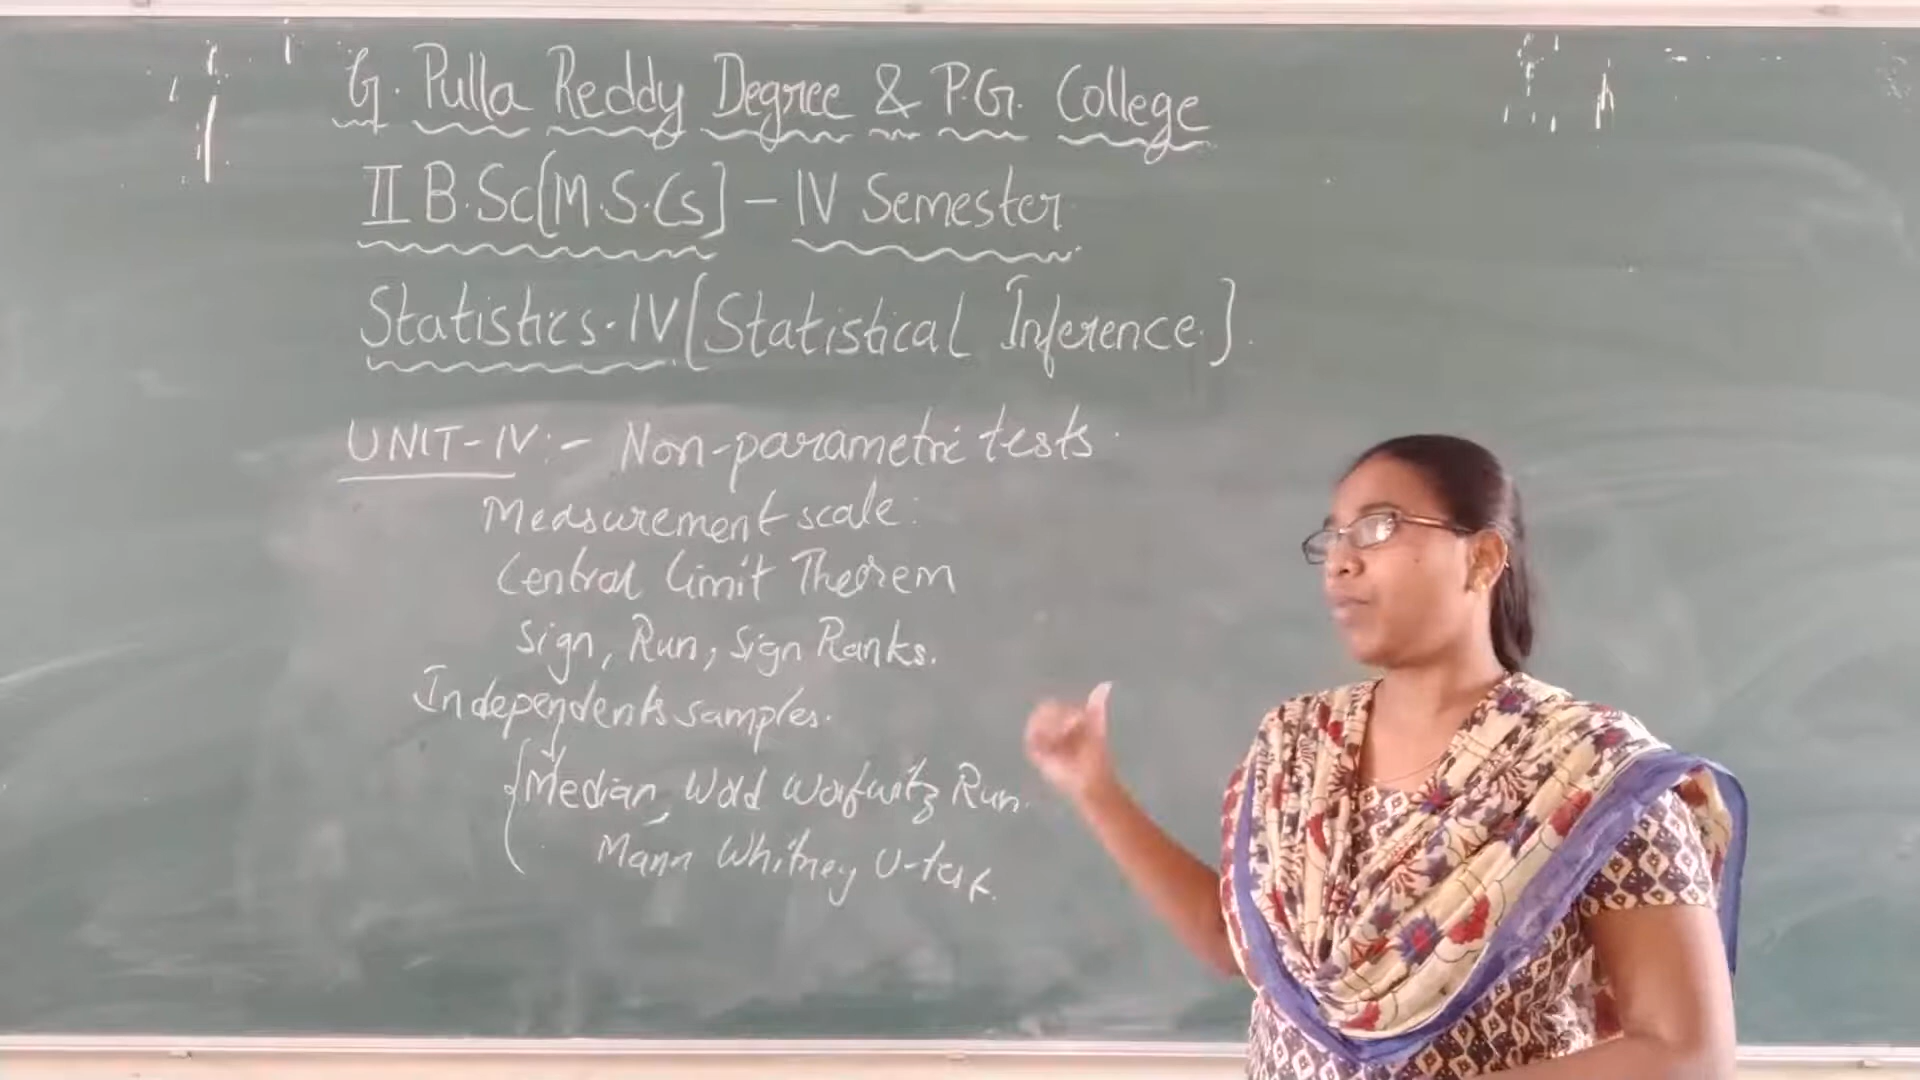 G. Pulla Reddy Degree & P.G. College
II B.Sc[M.S.Cs] - IV Semester
Statistics-IV [Statistical Inference.]
UNIT-IV:- Non-parametric tests.
Measurement scale:
Central Limit Theorem
Sign, Run, Sign Ranks.
Independents samples.
Median, Wald Wolfwitz Run.
Mann Whitney U-test.